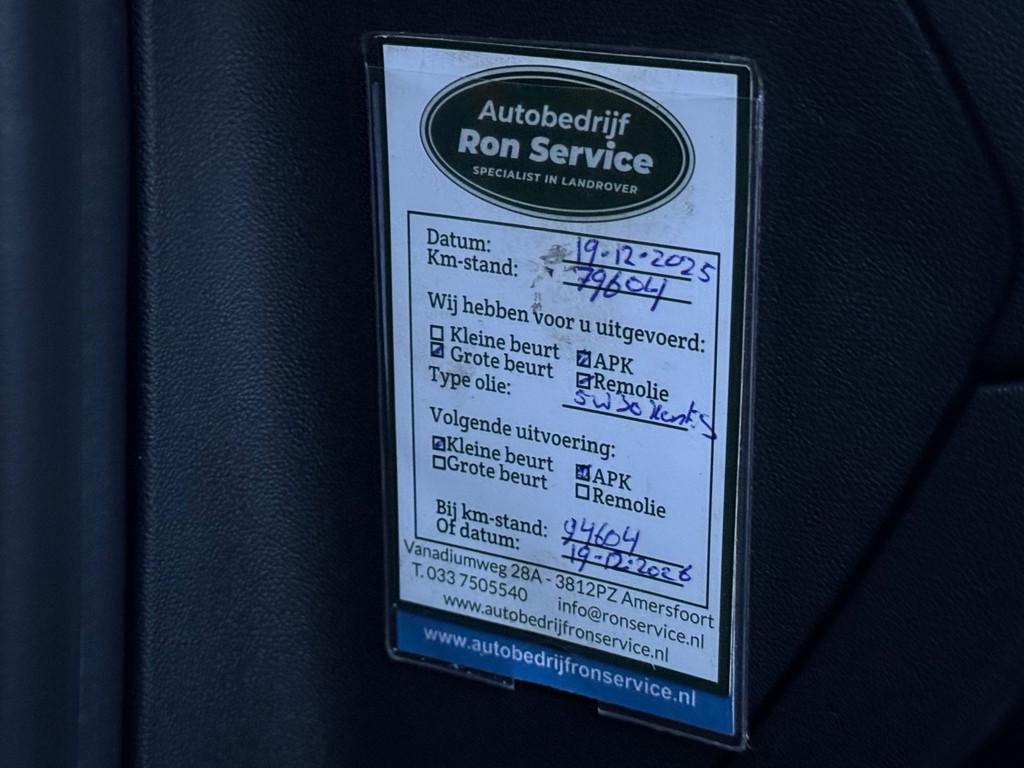 Autobedrijf
Ron Service
SPECIALIST IN LANDROVER
Datum: 19-12-2025
Km-stand: 79604
Wij hebben voor u uitgevoerd:
Kleine beurt APK
Grote beurt Remolie
Type olie: 5W30
Volgende uitvoering:
Kleine beurt APK
Grote beurt Remolie
Bij km-stand: 94604
Of datum: 19-12-2026
Vanadiumweg 28A - 3812PZ Amersfoort
T. 033 7505540 info@ronservice.nl
www.autobedrijfronservice.nl
www.autobedrijfronservice.nl